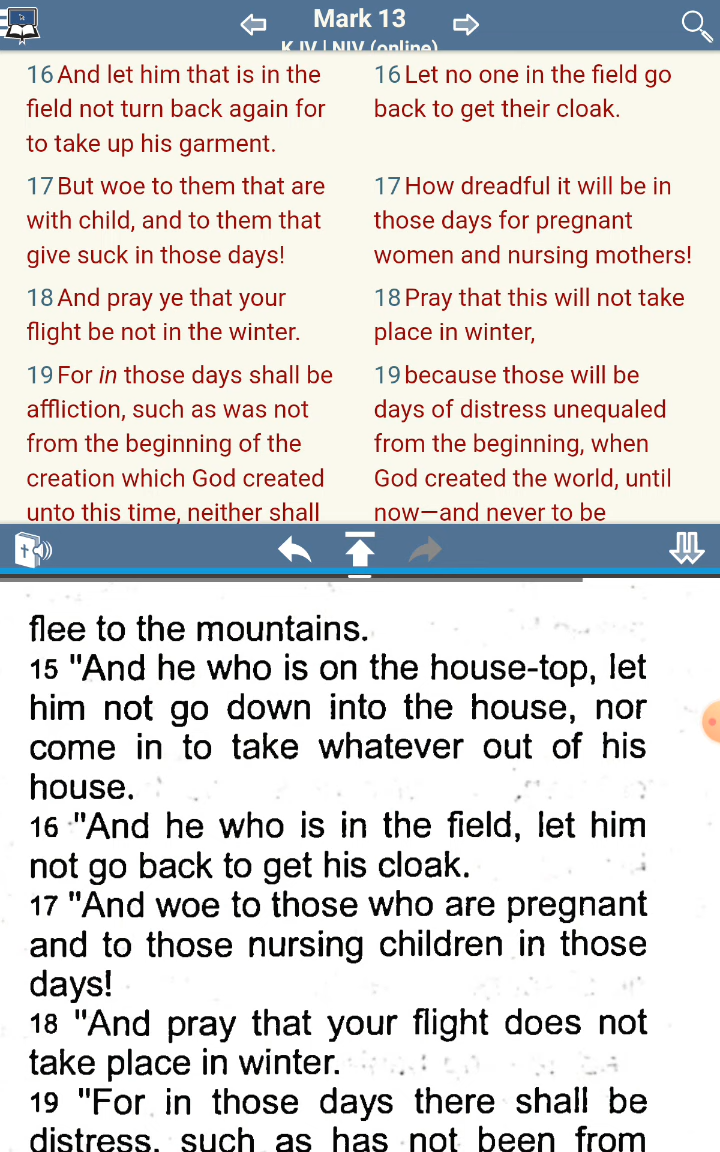 Mark 13
KJV | NIV (online)
16 And let him that is in the
field not turn back again for
to take up his garment.
17 But woe to them that are
with child, and to them that
give suck in those days!
18 And pray ye that your
flight be not in the winter.
19 For in those days shall be
affliction, such as was not
from the beginning of the
creation which God created
unto this time, neither shall
16 Let no one in the field go
back to get their cloak.
17 How dreadful it will be in
those days for pregnant
women and nursing mothers!
18 Pray that this will not take
place in winter,
19 because those will be
days of distress unequaled
from the beginning, when
God created the world, until
now—and never to be
flee to the mountains.
15 "And he who is on the house-top, let
him not go down into the house, nor
come in to take whatever out of his
house.
16 "And he who is in the field, let him
not go back to get his cloak.
17 "And woe to those who are pregnant
and to those nursing children in those
days!
18 "And pray that your flight does not
take place in winter.
19 "For in those days there shall be
distress, such as has not been from